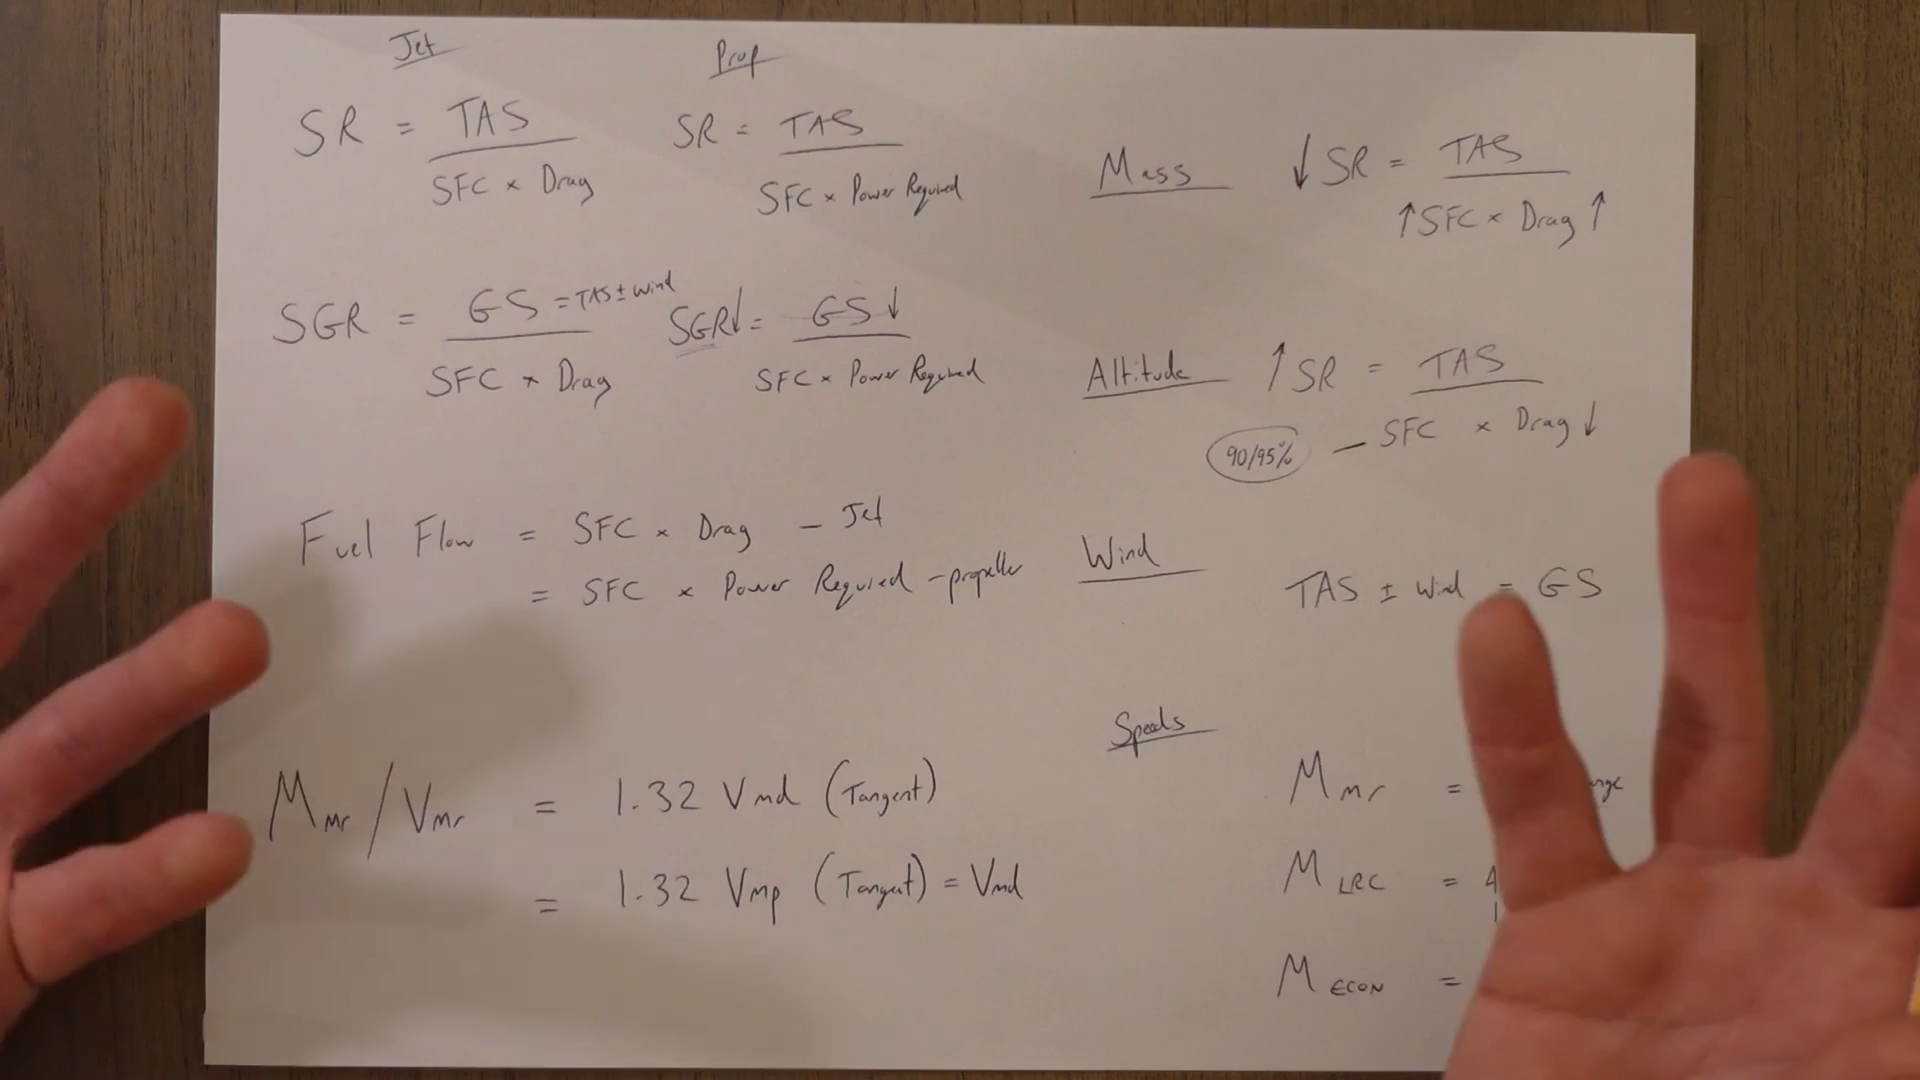 Jet
SR = TAS
SFC × Drag
Prop
SR = TAS
SFC × Power Required
SGR = GS = TAS ± Wind
SFC × Drag
SGR↓ = GS↓
SFC × Power Required
Fuel Flow = SFC × Drag – Jet
= SFC × Power Required – propeller
Mmr / Vmr = 1.32 Vmd (Tangent)
= 1.32 Vmp (Tangent) = Vmd
Mass ↓ SR = TAS
↑ SFC × Drag ↑
Altitude ↑ SR = TAS
90/95% — SFC × Drag ↓
Wind
TAS ± Wind = GS
Speeds
Mmr =
M LRC = 4
M ECON =